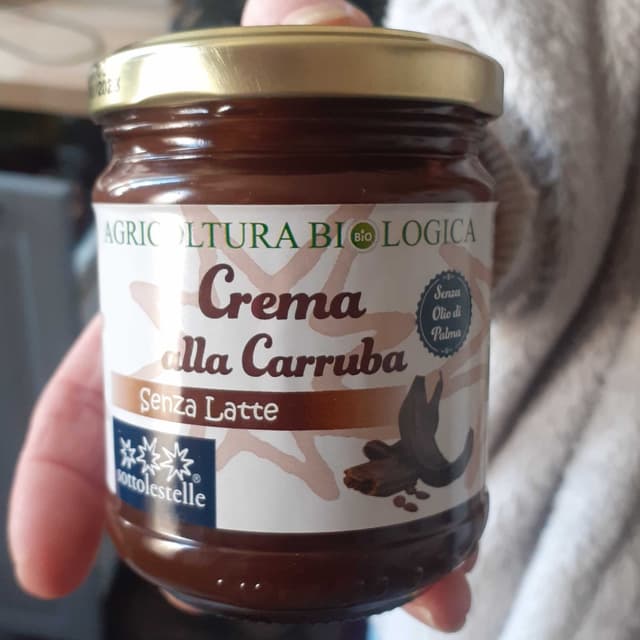 AGRICOLTURA BIO LOGICA
BIO
Crema
alla Carruba
Senza
Olio di
Palma
Senza Latte
sottolestelle®